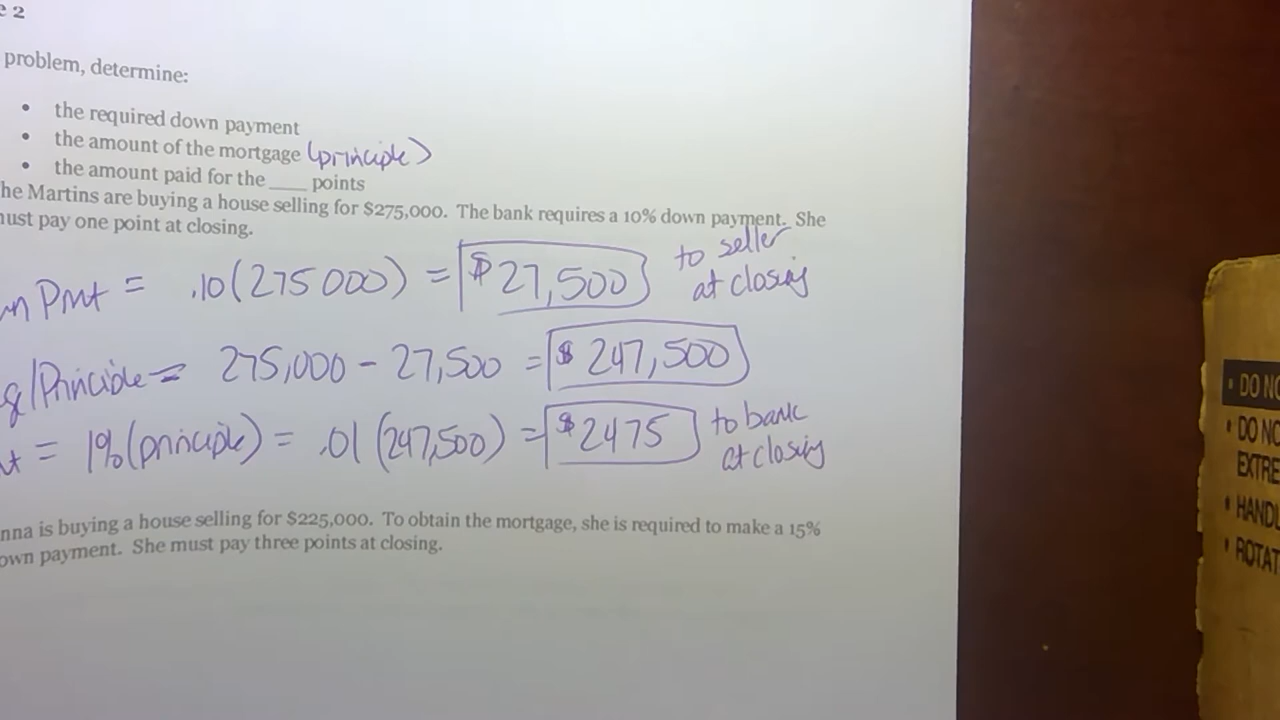 e 2
problem, determine:
• the required down payment
• the amount of the mortgage (principle)
• the amount paid for the ____ points
he Martins are buying a house selling for $275,000. The bank requires a 10% down payment. She
nust pay one point at closing.
wn Pmt = .10(275000) = $27,500 to seller at closing
g/Principle = 275,000 - 27,500 = $247,500
t = 1%(principle) = .01(247,500) = $2475 to bank at closing
nna is buying a house selling for $225,000. To obtain the mortgage, she is required to make a 15%
own payment. She must pay three points at closing.
• DO NO
• DO NO
EXTRE
• HANDL
• ROTAT